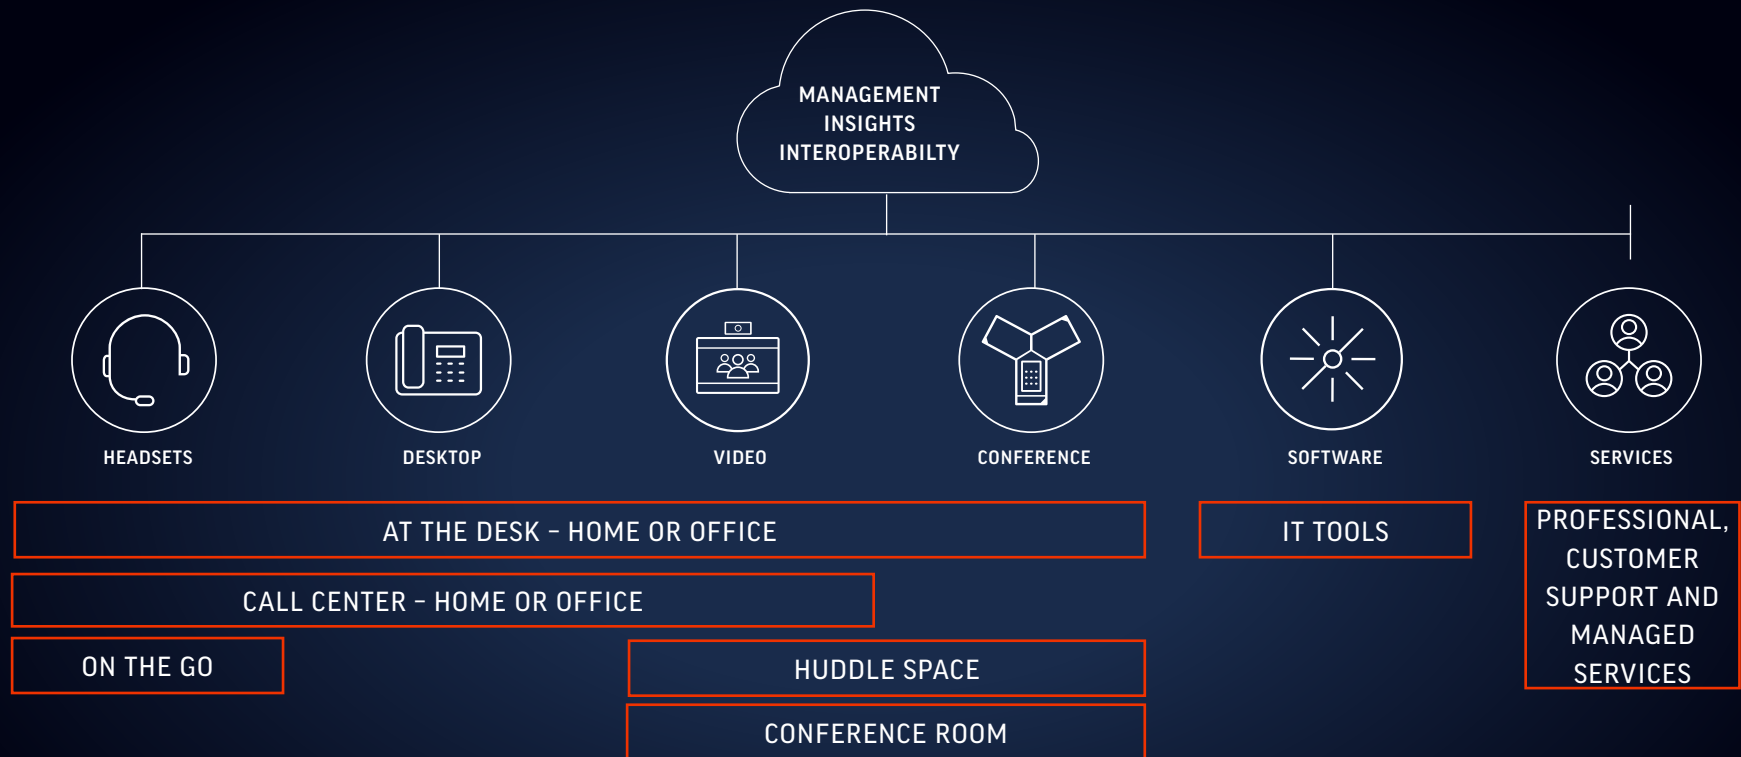 MANAGEMENT
INSIGHTS
INTEROPERABILTY
HEADSETS
DESKTOP
VIDEO
CONFERENCE
SOFTWARE
SERVICES
AT THE DESK – HOME OR OFFICE
IT TOOLS
PROFESSIONAL,
CUSTOMER
SUPPORT AND
MANAGED
SERVICES
CALL CENTER – HOME OR OFFICE
ON THE GO
HUDDLE SPACE
CONFERENCE ROOM